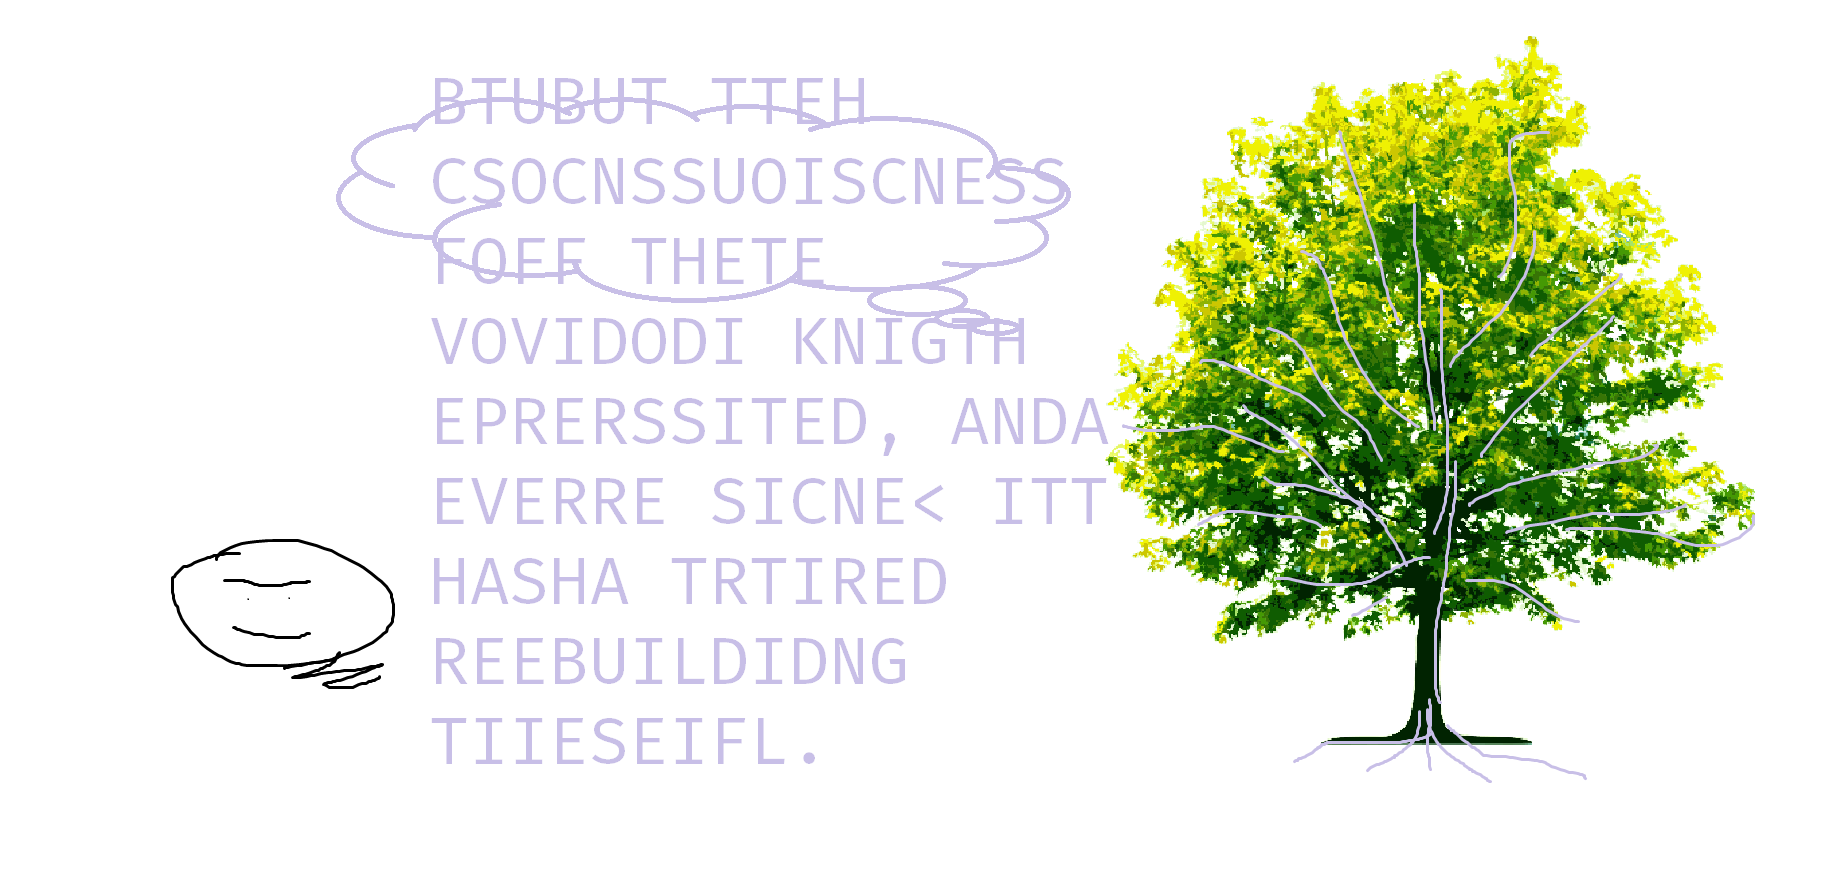 BTUBUT TTEH
CSOCNSSUOISCNESS
FOFF THETE
VOVIDODI KNIGTH
EPRERSSITED, ANDA
EVERRE SICNE< ITT
HASHA TRTIRED
REEBUILDIDNG
TIIESEIFL.